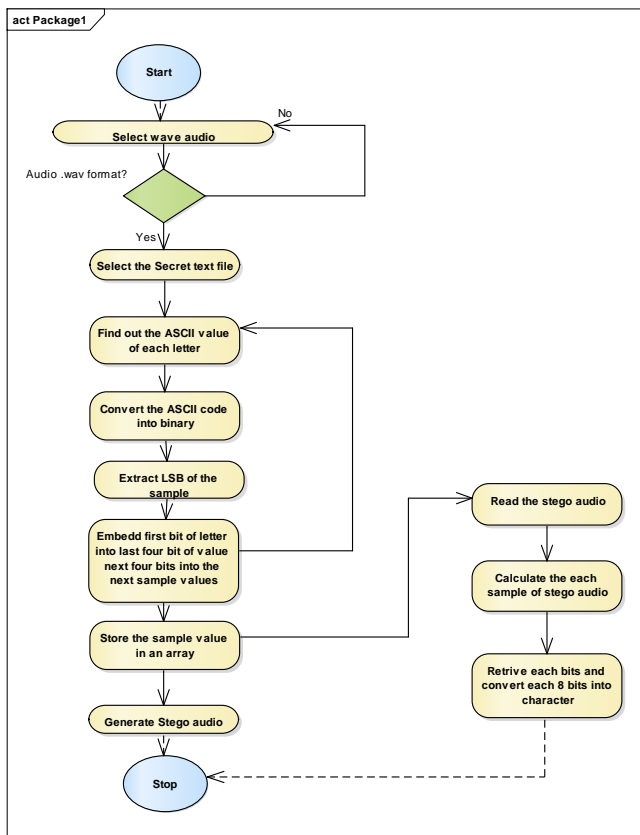 act Package1
Start
No
Select wave audio
Audio .wav format?
Yes
Select the Secret text file
Find out the ASCII value
of each letter
Convert the ASCII code
into binary
Extract LSB of the
sample
Embedd first bit of letter
into last four bit of value
next four bits into the
next sample values
Store the sample value
in an array
Generate Stego audio
Stop
Read the stego audio
Calculate the each
sample of stego audio
Retrive each bits and
convert each 8 bits into
character